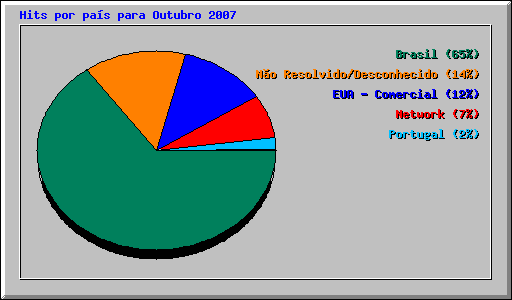 Hits por país para Outubro 2007
Brasil (65%)
Não Resolvido/Desconhecido (14%)
EUA - Comercial (12%)
Network (7%)
Portugal (2%)